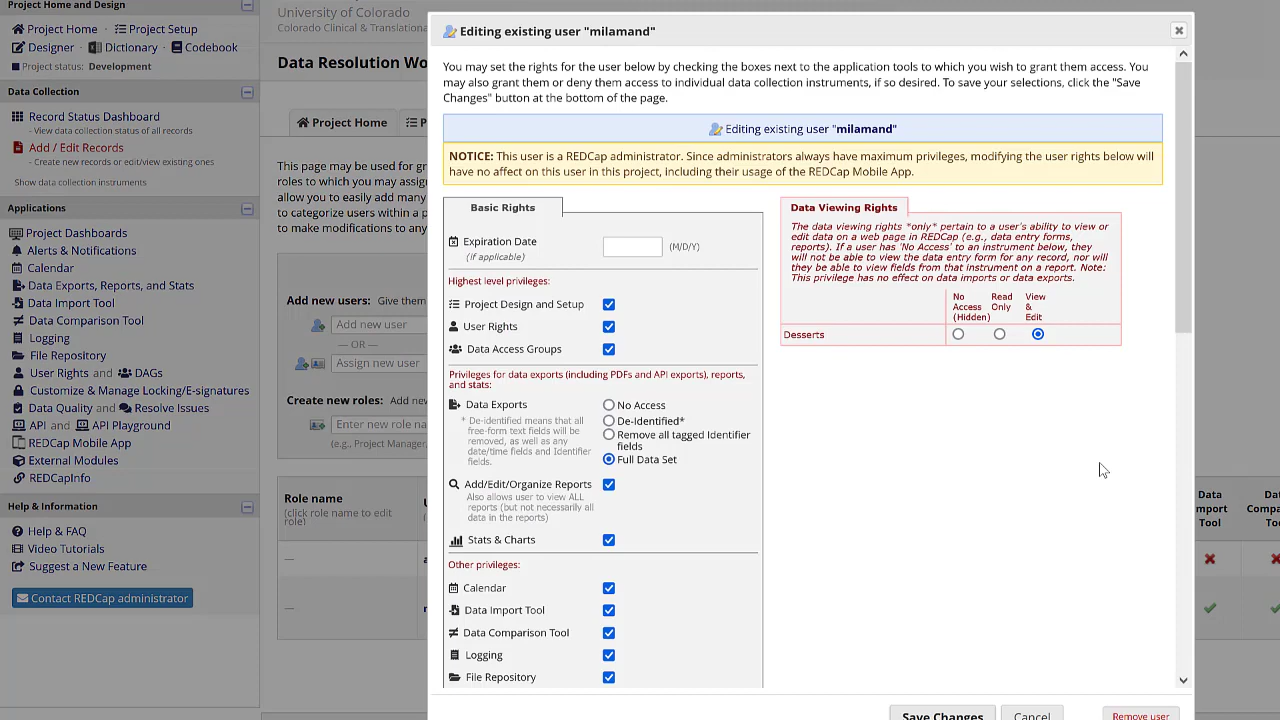 Project Home and Design
Project Home · Project Setup
Designer · Dictionary · Codebook
Project status: Development
Data Collection
Record Status Dashboard
- View data collection status of all records
Add / Edit Records
- Create new records or edit/view existing ones
Show data collection instruments
Applications
Project Dashboards
Alerts & Notifications
Calendar
Data Exports, Reports, and Stats
Data Import Tool
Data Comparison Tool
Logging
File Repository
User Rights and DAGs
Customize & Manage Locking/E-signatures
Data Quality and Resolve Issues
API and API Playground
REDCap Mobile App
External Modules
REDCapInfo
Help & Information
Help & FAQ
Video Tutorials
Suggest a New Feature
Contact REDCap administrator
University of Colorado
Colorado Clinical & Translationa
Data Resolution Wo
Project Home
This page may be used for gr
roles to which you may assig
allow you to easily add many
to categorize users within a p
to make modifications to any
Add new users: Give them
Add new user
— OR —
Assign new user
Create new roles: Add new
Enter new role na
(e.g., Project Manager,
Role name
(click role name to edit
role)
Editing existing user "milamand"
You may set the rights for the user below by checking the boxes next to the application tools to which you wish to grant them access. You
may also grant them or deny them access to individual data collection instruments, if so desired. To save your selections, click the "Save
Changes" button at the bottom of the page.
Editing existing user "milamand"
NOTICE: This user is a REDCap administrator. Since administrators always have maximum privileges, modifying the user rights below will
have no affect on this user in this project, including their usage of the REDCap Mobile App.
Basic Rights
Expiration Date
(if applicable)
(M/D/Y)
Highest level privileges:
Project Design and Setup
User Rights
Data Access Groups
Privileges for data exports (including PDFs and API exports), reports,
and stats:
Data Exports
* De-identified means that all
free-form text fields will be
removed, as well as any
date/time fields and Identifier
fields.
No Access
De-Identified*
Remove all tagged Identifier
fields
Full Data Set
Add/Edit/Organize Reports
Also allows user to view ALL
reports (but not necessarily all
data in the reports)
Stats & Charts
Other privileges:
Calendar
Data Import Tool
Data Comparison Tool
Logging
File Repository
Data Viewing Rights
The data viewing rights *only* pertain to a user's ability to view or
edit data on a web page in REDCap (e.g., data entry forms,
reports). If a user has 'No Access' to an instrument below, they
will not be able to view the data entry form for any record, nor will
they be able to view fields from that instrument on a report. Note:
This privilege has no effect on data imports or data exports.
No
Access
(Hidden)
Read
Only
View
&
Edit
Desserts
Data
mport
Tool
Dat
Compa
Too
Save Changes
Cancel
Remove user